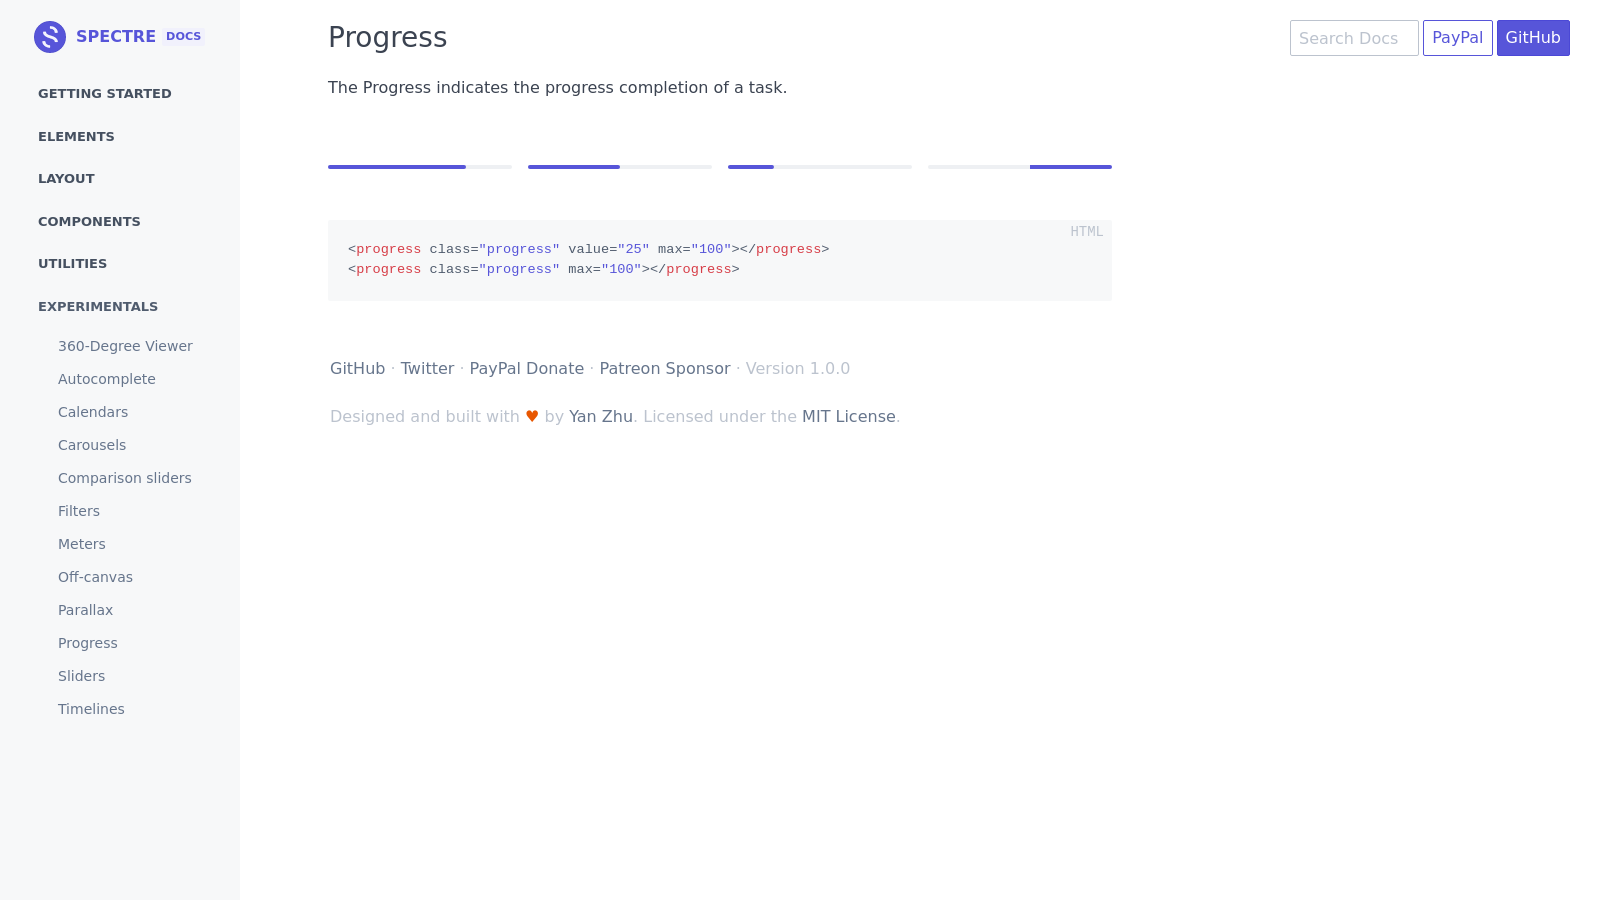 SPECTRE DOCS
GETTING STARTED
ELEMENTS
LAYOUT
COMPONENTS
UTILITIES
EXPERIMENTALS
360-Degree Viewer
Autocomplete
Calendars
Carousels
Comparison sliders
Filters
Meters
Off-canvas
Parallax
Progress
Sliders
Timelines
Progress
Search Docs PayPal GitHub
The Progress indicates the progress completion of a task.
HTML
<progress class="progress" value="25" max="100"></progress>
<progress class="progress" max="100"></progress>
GitHub · Twitter · PayPal Donate · Patreon Sponsor · Version 1.0.0
Designed and built with ♥ by Yan Zhu. Licensed under the MIT License.